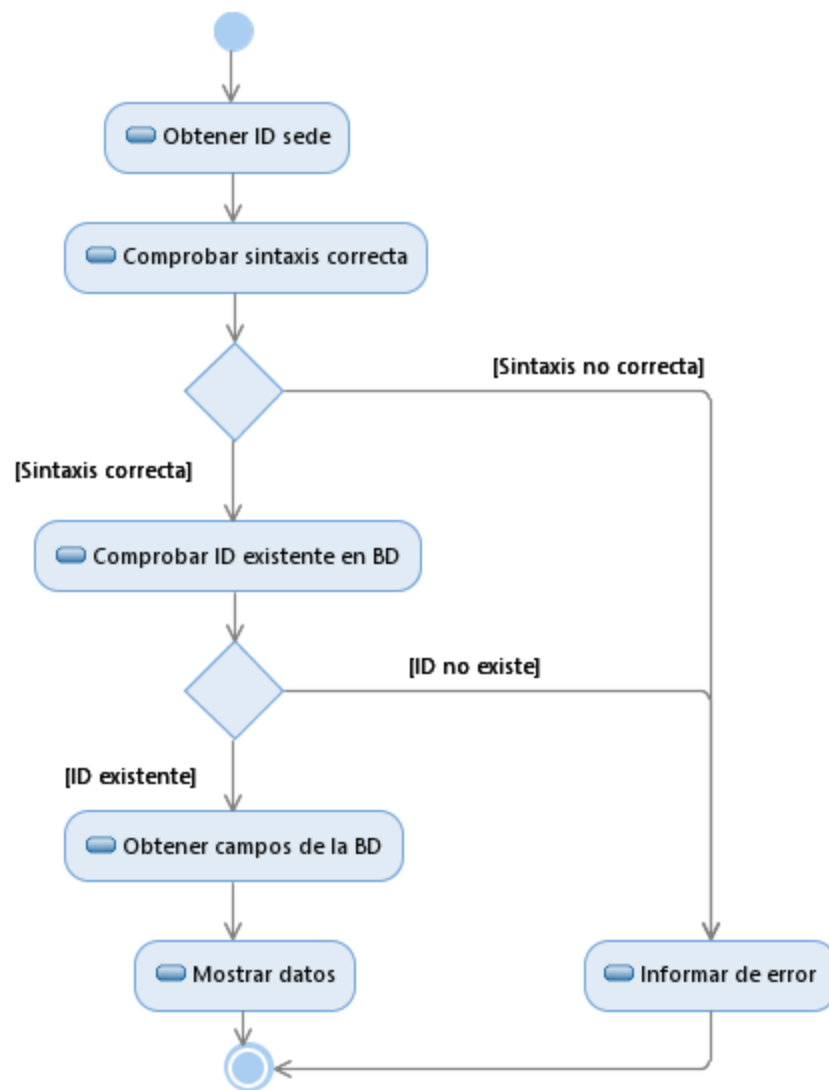 Obtener ID sede
Comprobar sintaxis correcta
[Sintaxis no correcta]
[Sintaxis correcta]
Comprobar ID existente en BD
[ID no existe]
[ID existente]
Obtener campos de la BD
Mostrar datos
Informar de error